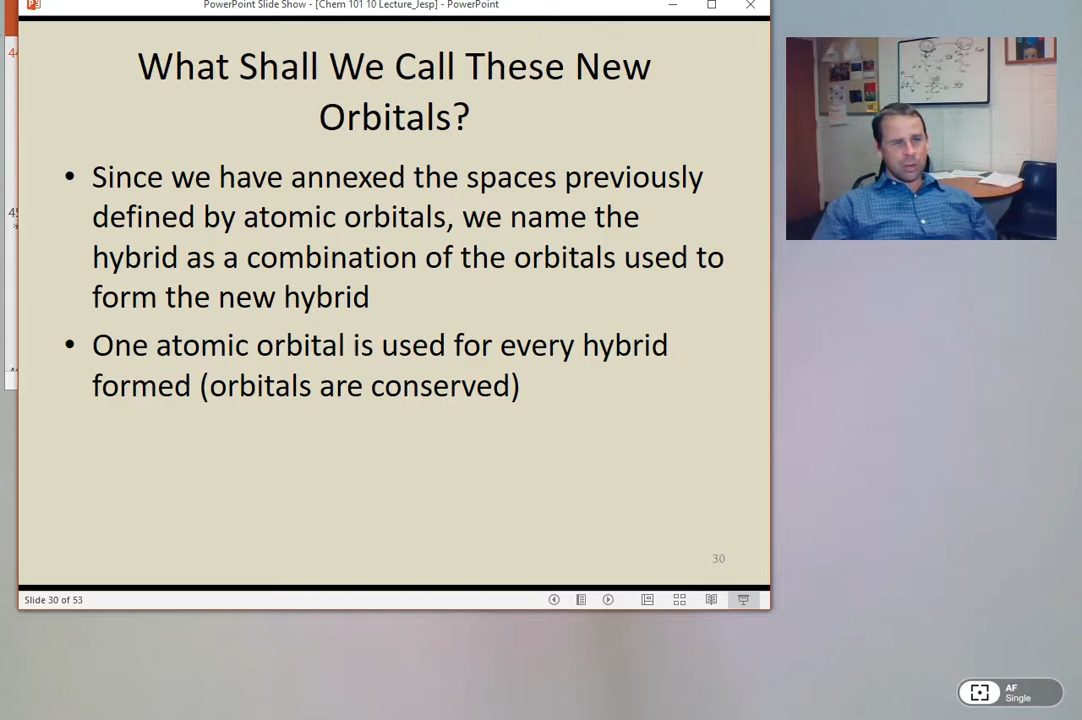 PowerPoint Slide Show - [Chem 101 10 Lecture_Jesp] - PowerPoint
What Shall We Call These New
Orbitals?
• Since we have annexed the spaces previously
defined by atomic orbitals, we name the
hybrid as a combination of the orbitals used to
form the new hybrid
• One atomic orbital is used for every hybrid
formed (orbitals are conserved)
30
Slide 30 of 53
AF
Single